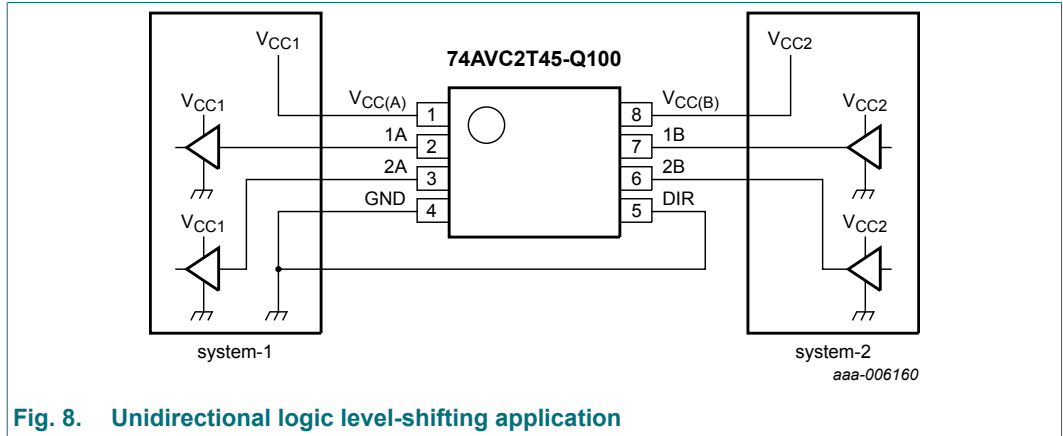 VCC1
VCC2
74AVC2T45-Q100
VCC1
VCC(A)
1
8
VCC(B)
VCC2
1A
2
7
1B
2A
3
6
2B
GND
4
5
DIR
VCC1
VCC2
system-1
system-2
aaa-006160
Fig. 8. Unidirectional logic level-shifting application